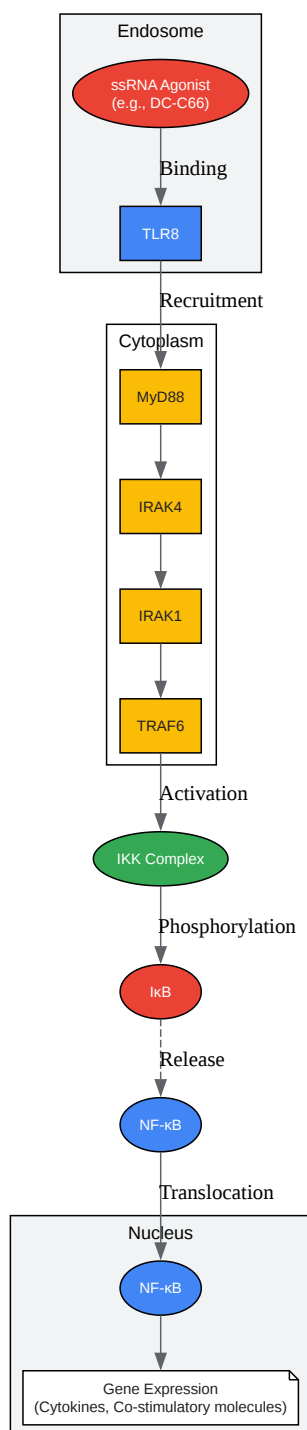 Endosome
ssRNA Agonist
(e.g., DC-C66)
Binding
TLR8
Recruitment
Cytoplasm
MyD88
IRAK4
IRAK1
TRAF6
Activation
IKK Complex
Phosphorylation
IκB
Release
NF-κB
Translocation
Nucleus
NF-κB
Gene Expression
(Cytokines, Co-stimulatory molecules)